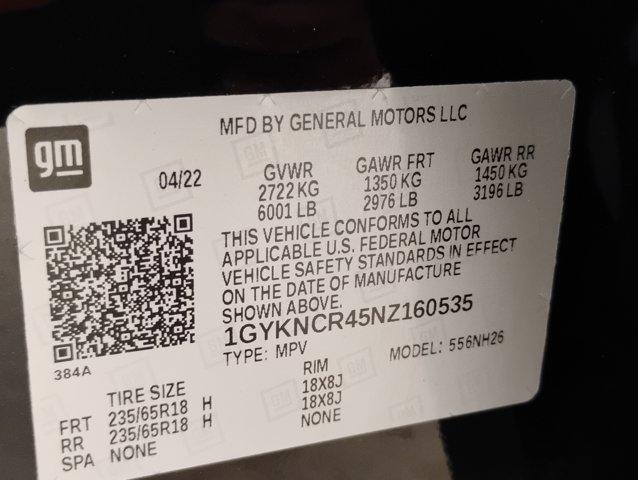 MFD BY GENERAL MOTORS LLC
gm
04/22
GVWR GAWR FRT GAWR RR
2722 KG 1350 KG 1450 KG
6001 LB 2976 LB 3196 LB
THIS VEHICLE CONFORMS TO ALL
APPLICABLE U.S. FEDERAL MOTOR
VEHICLE SAFETY STANDARDS IN EFFECT
ON THE DATE OF MANUFACTURE
SHOWN ABOVE.
1GYKNCR45NZ160535
TYPE: MPV MODEL: 556NH26
384A
TIRE SIZE RIM
FRT 235/65R18 H 18X8J
RR 235/65R18 H 18X8J
SPA NONE NONE